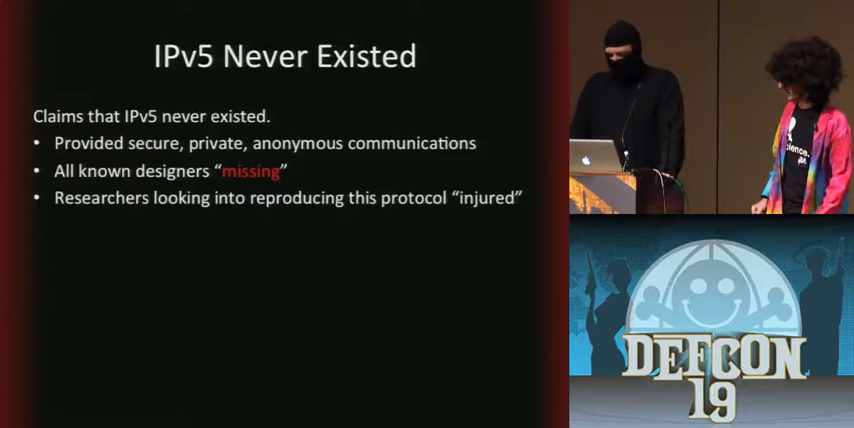 IPv5 Never Existed
Claims that IPv5 never existed.
• Provided secure, private, anonymous communications
• All known designers “missing”
• Researchers looking into reproducing this protocol “injured”
ience.
DEFCON
19